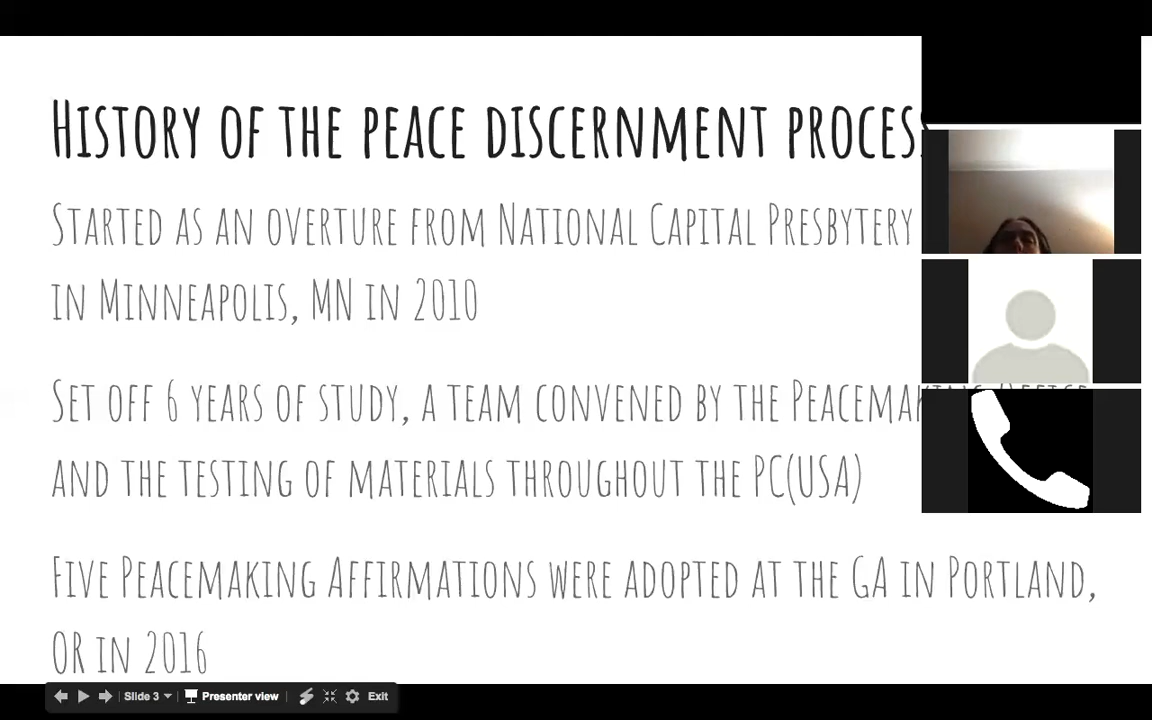 History of the peace discernment process
Started as an overture from National Capital Presbytery
in Minneapolis, MN in 2010
Set off 6 years of study, a team convened by the Peacemaking Office
and the testing of materials throughout the PC(USA)
Five Peacemaking Affirmations were adopted at the GA in Portland,
OR in 2016
Slide 3
Presenter view
Exit